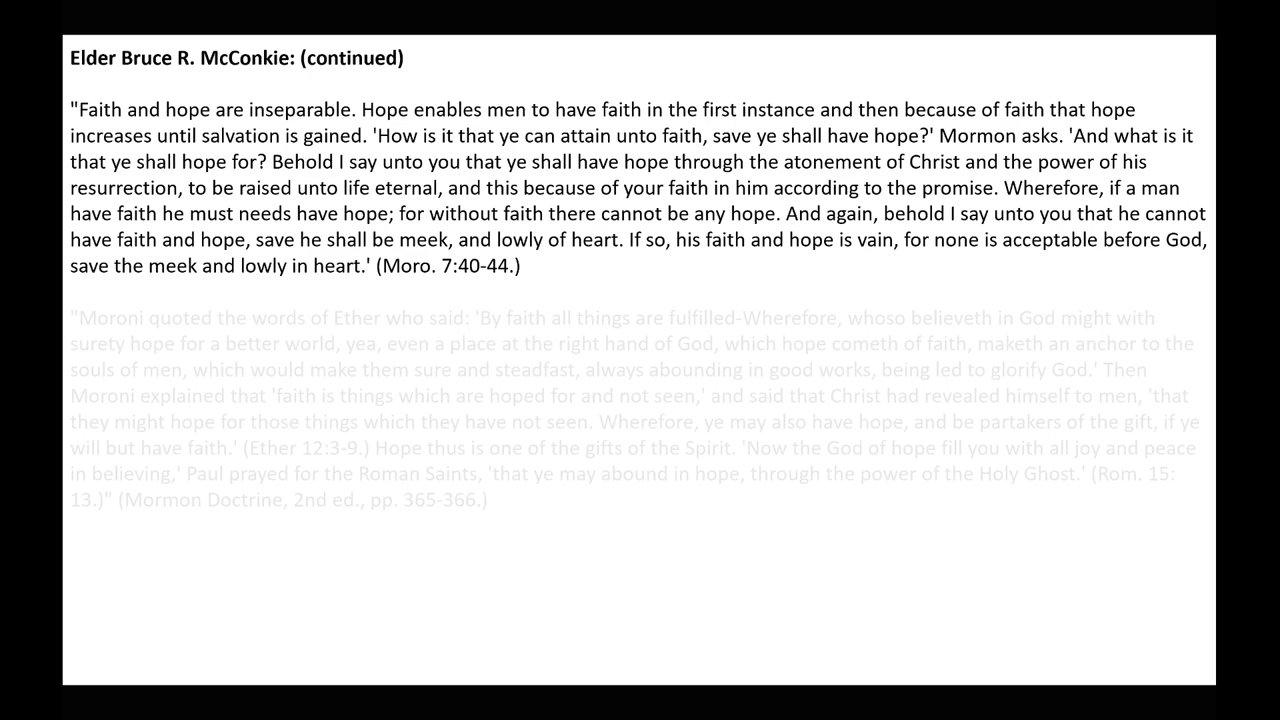 Elder Bruce R. McConkie: (continued)
"Faith and hope are inseparable. Hope enables men to have faith in the first instance and then because of faith that hope
increases until salvation is gained. 'How is it that ye can attain unto faith, save ye shall have hope?' Mormon asks. 'And what is it
that ye shall hope for? Behold I say unto you that ye shall have hope through the atonement of Christ and the power of his
resurrection, to be raised unto life eternal, and this because of your faith in him according to the promise. Wherefore, if a man
have faith he must needs have hope; for without faith there cannot be any hope. And again, behold I say unto you that he cannot
have faith and hope, save he shall be meek, and lowly of heart. If so, his faith and hope is vain, for none is acceptable before God,
save the meek and lowly in heart.' (Moro. 7:40-44.)
"Moroni quoted the words of Ether who said: 'By faith all things are fulfilled-Wherefore, whoso believeth in God might with
surety hope for a better world, yea, even a place at the right hand of God, which hope cometh of faith, maketh an anchor to the
souls of men, which would make them sure and steadfast, always abounding in good works, being led to glorify God.' Then
Moroni explained that 'faith is things which are hoped for and not seen,' and said that Christ had revealed himself to men, 'that
they might hope for those things which they have not seen. Wherefore, ye may also have hope, and be partakers of the gift, if ye
will but have faith.' (Ether 12:3-9.) Hope thus is one of the gifts of the Spirit. 'Now the God of hope fill you with all joy and peace
in believing,' Paul prayed for the Roman Saints, 'that ye may abound in hope, through the power of the Holy Ghost.' (Rom. 15:
13.)" (Mormon Doctrine, 2nd ed., pp. 365-366.)